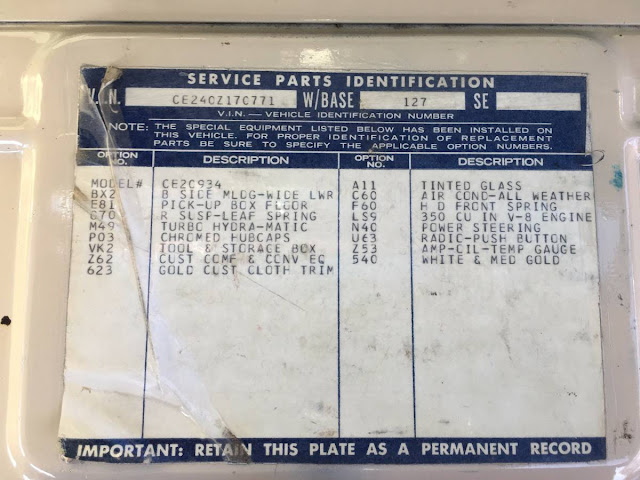 SERVICE PARTS IDENTIFICATION
V.I.N. CE240Z170771 W/BASE 127 SE
V.I.N. — VEHICLE IDENTIFICATION NUMBER
NOTE: THE SPECIAL EQUIPMENT LISTED BELOW HAS BEEN INSTALLED ON
THIS VEHICLE. FOR PROPER IDENTIFICATION OF REPLACEMENT
PARTS BE SURE TO SPECIFY THE APPLICABLE OPTION NUMBERS.
OPTION NO. DESCRIPTION OPTION NO. DESCRIPTION
MODEL# CE20934 A11 TINTED GLASS
BX2 B SIDE MLDG-WIDE LWR C60 AIR COND-ALL WEATHER
E81 PICK-UP BOX FLOOR F60 H D FRONT SPRING
G70 R SUSP-LEAF SPRING LS9 350 CU IN V-8 ENGINE
M49 TURBO HYDRA-MATIC N40 POWER STEERING
P03 CHROMED HUBCAPS U63 RADIO-PUSH BUTTON
VK2 TOOL & STORAGE BOX Z53 AMP-OIL-TEMP GAUGE
Z62 CUST COMF & CONV EQ 540 WHITE & MED GOLD
623 GOLD CUST CLOTH TRIM
IMPORTANT: RETAIN THIS PLATE AS A PERMANENT RECORD